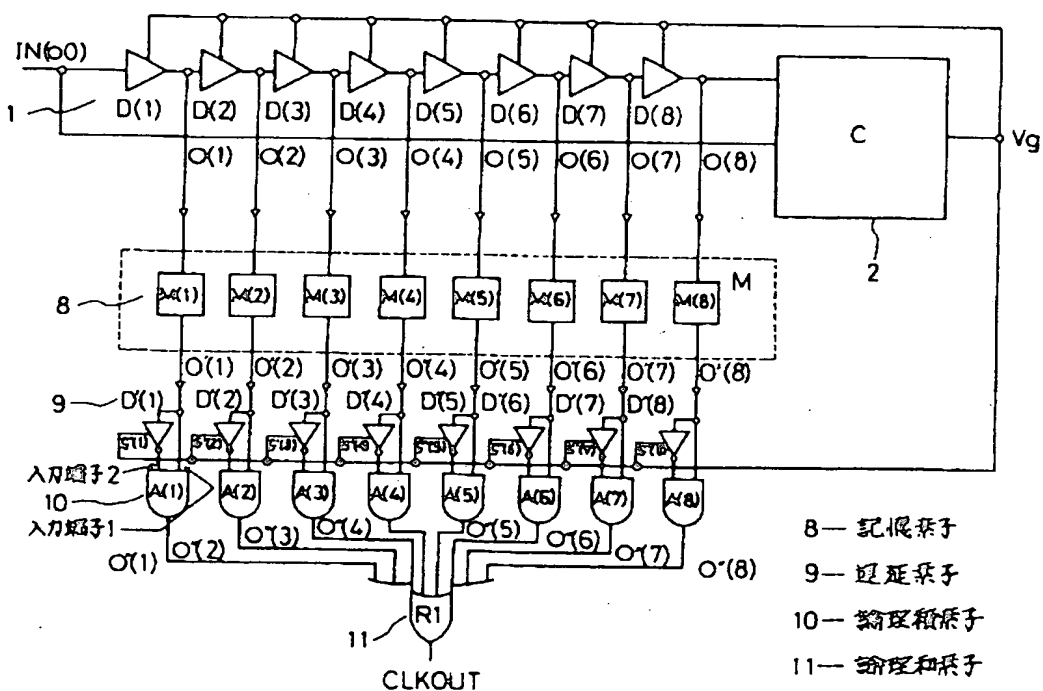 IN(φ0)
1
D(1) D(2) D(3) D(4) D(5) D(6) D(7) D(8)
C
Vg
O(1) O(2) O(3) O(4) O(5) O(6) O(7) O(8)
2
M
8
M(1) M(2) M(3) M(4) M(5) M(6) M(7) M(8)
O'(1) O'(2) O'(3) O'(4) O'(5) O'(6) O'(7) O'(8)
9
D'(1) D'(2) D'(3) D'(4) D'(5) D'(6) D'(7) D'(8)
入力端子2
10
A(1) A(2) A(3) A(4) A(5) A(6) A(7) A(8)
入力端子1
O"(1) O"(2) O"(3) O"(4) O"(5) O"(6) O"(7) O"(8)
11
R1
CLKOUT
8—記憶素子
9—遅延素子
10—論理積素子
11—論理和素子